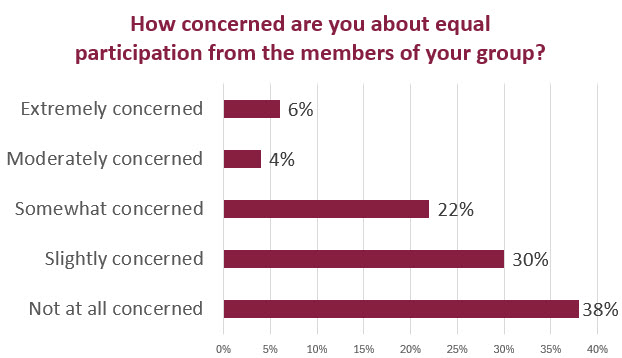 How concerned are you about equal
participation from the members of your group?
Extremely concerned 6%
Moderately concerned 4%
Somewhat concerned 22%
Slightly concerned 30%
Not at all concerned 38%
0% 5% 10% 15% 20% 25% 30% 35% 40%